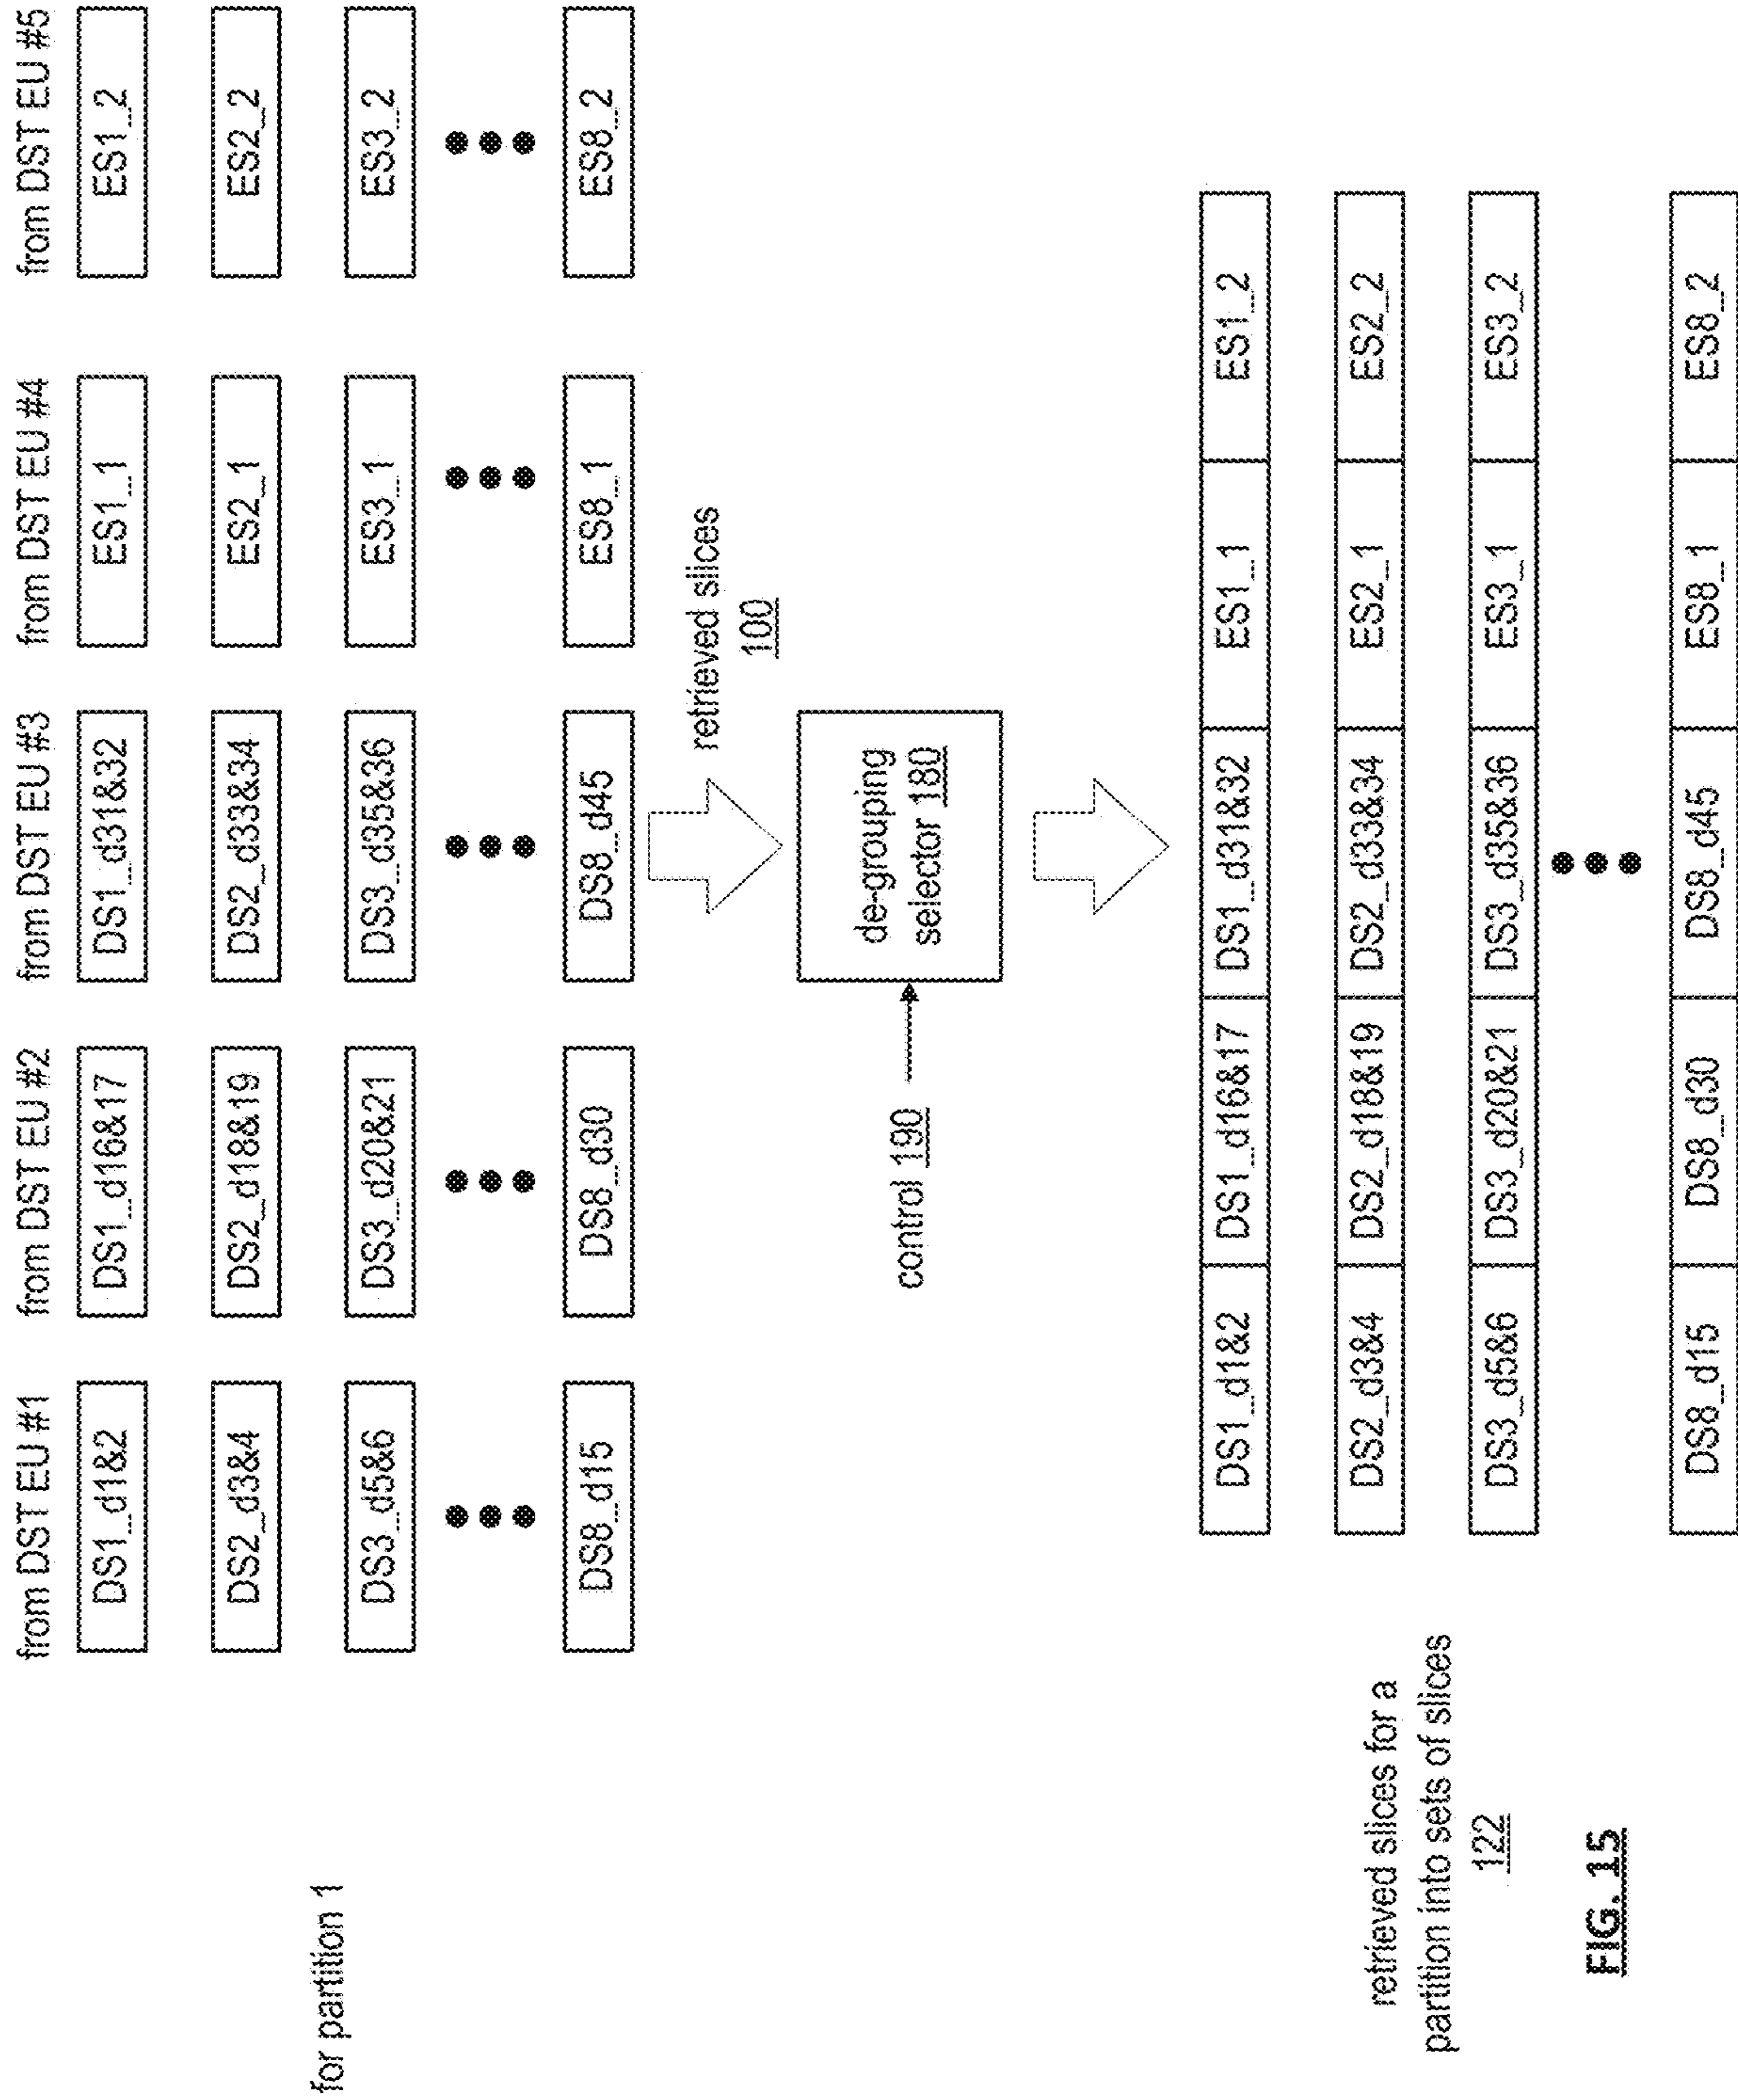 from DST EU #1 from DST EU #2 from DST EU #3 from DST EU #4 from DST EU #5
DS1_d1&2 DS1_d16&17 DS1_d31&32 ES1_1 ES1_2
DS2_d3&4 DS2_d18&19 DS2_d33&34 ES2_1 ES2_2
for partition 1
DS3_d5&6 DS3_d20&21 DS3_d35&36 ES3_1 ES3_2
DS8_d15 DS8_d30 DS8_d45 ES8_1 ES8_2
retrieved slices
100
control 190
de-grouping
selector 180
DS1_d1&2 DS1_d16&17 DS1_d31&32 ES1_1 ES1_2
DS2_d3&4 DS2_d18&19 DS2_d33&34 ES2_1 ES2_2
DS3_d5&6 DS3_d20&21 DS3_d35&36 ES3_1 ES3_2
DS8_d15 DS8_d30 DS8_d45 ES8_1 ES8_2
retrieved slices for a
partition into sets of slices
122
FIG. 15